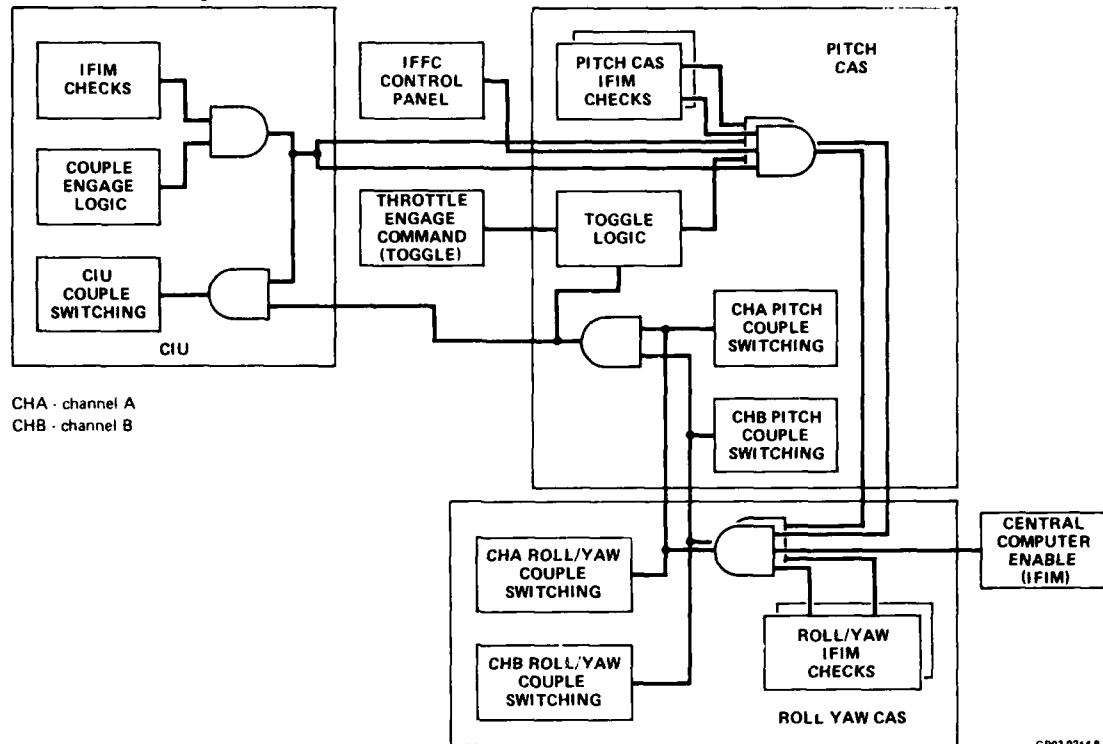 IFIM
CHECKS
COUPLE
ENGAGE
LOGIC
CIU
COUPLE
SWITCHING
CIU
IFFC
CONTROL
PANEL
THROTTLE
ENGAGE
COMMAND
(TOGGLE)
PITCH CAS
IFIM
CHECKS
PITCH
CAS
TOGGLE
LOGIC
CHA PITCH
COUPLE
SWITCHING
CHB PITCH
COUPLE
SWITCHING
CHA - channel A
CHB - channel B
CHA ROLL/YAW
COUPLE
SWITCHING
CHB ROLL/YAW
COUPLE
SWITCHING
CENTRAL
COMPUTER
ENABLE
(IFIM)
ROLL/YAW
IFIM
CHECKS
ROLL YAW CAS